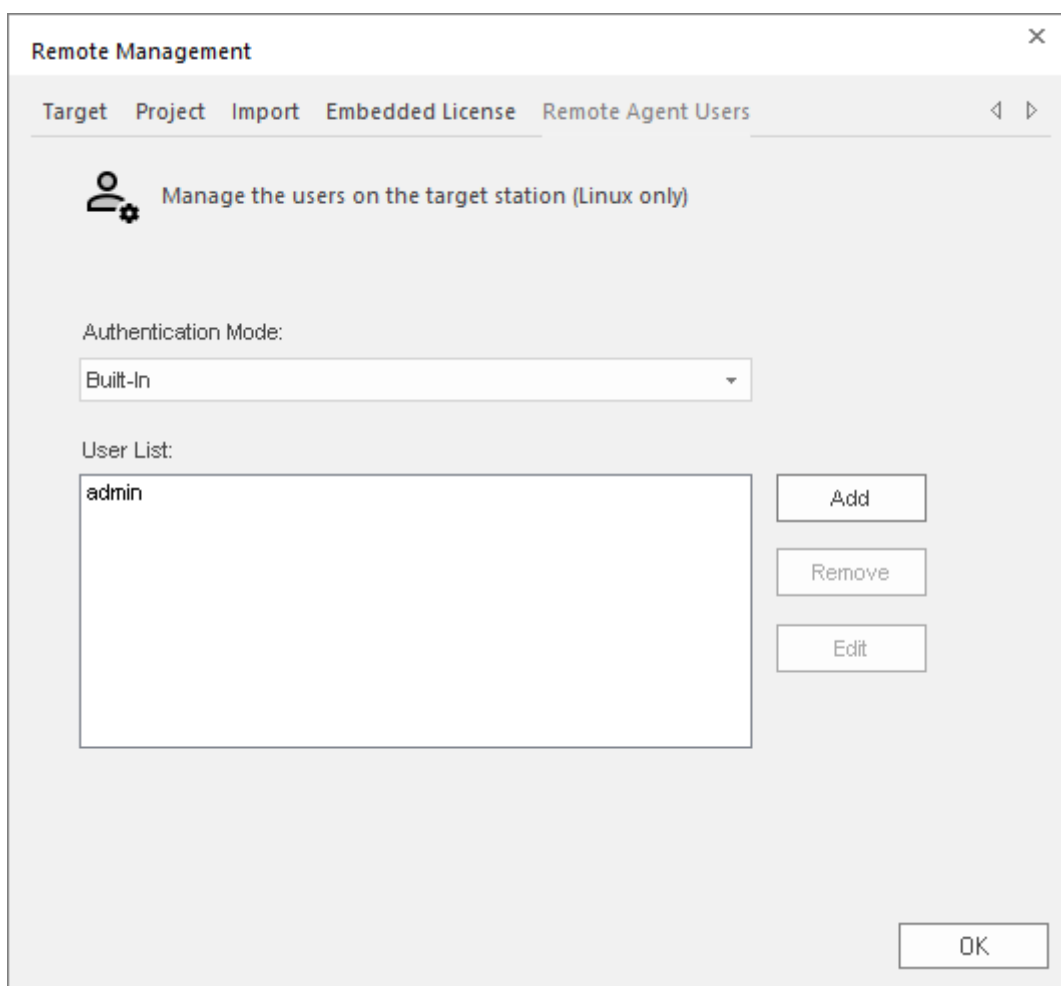 Remote Management
Target Project Import Embedded License Remote Agent Users
Manage the users on the target station (Linux only)
Authentication Mode:
Built-In
User List:
admin
Add
Remove
Edit
OK